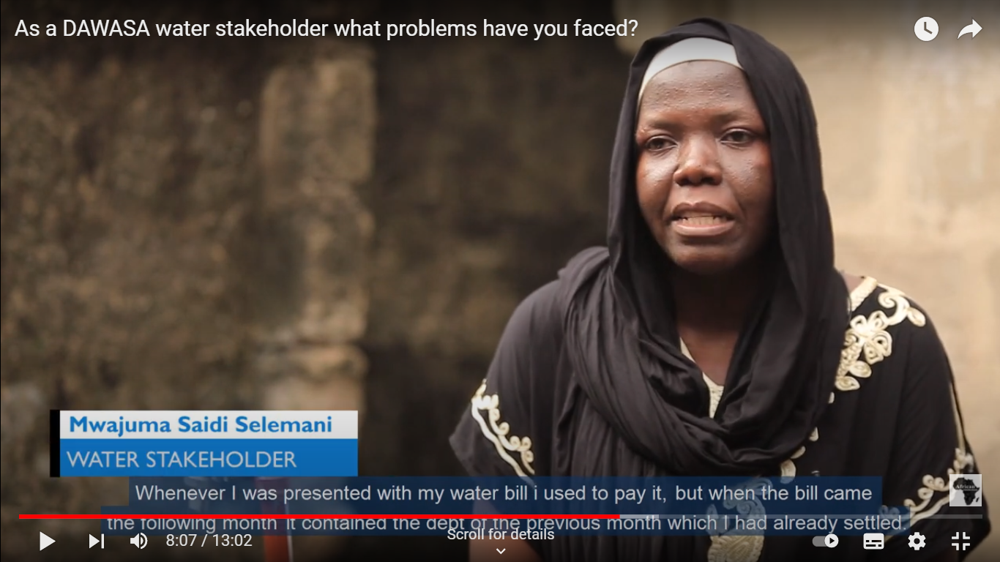 As a DAWASA water stakeholder what problems have you faced?
Mwajuma Saidi Selemani
WATER STAKEHOLDER
Whenever I was presented with my water bill i used to pay it, but when the bill came
the following month it contained the debt of the previous month which I had already settled.
African
8:07 / 13:02
Scroll for details